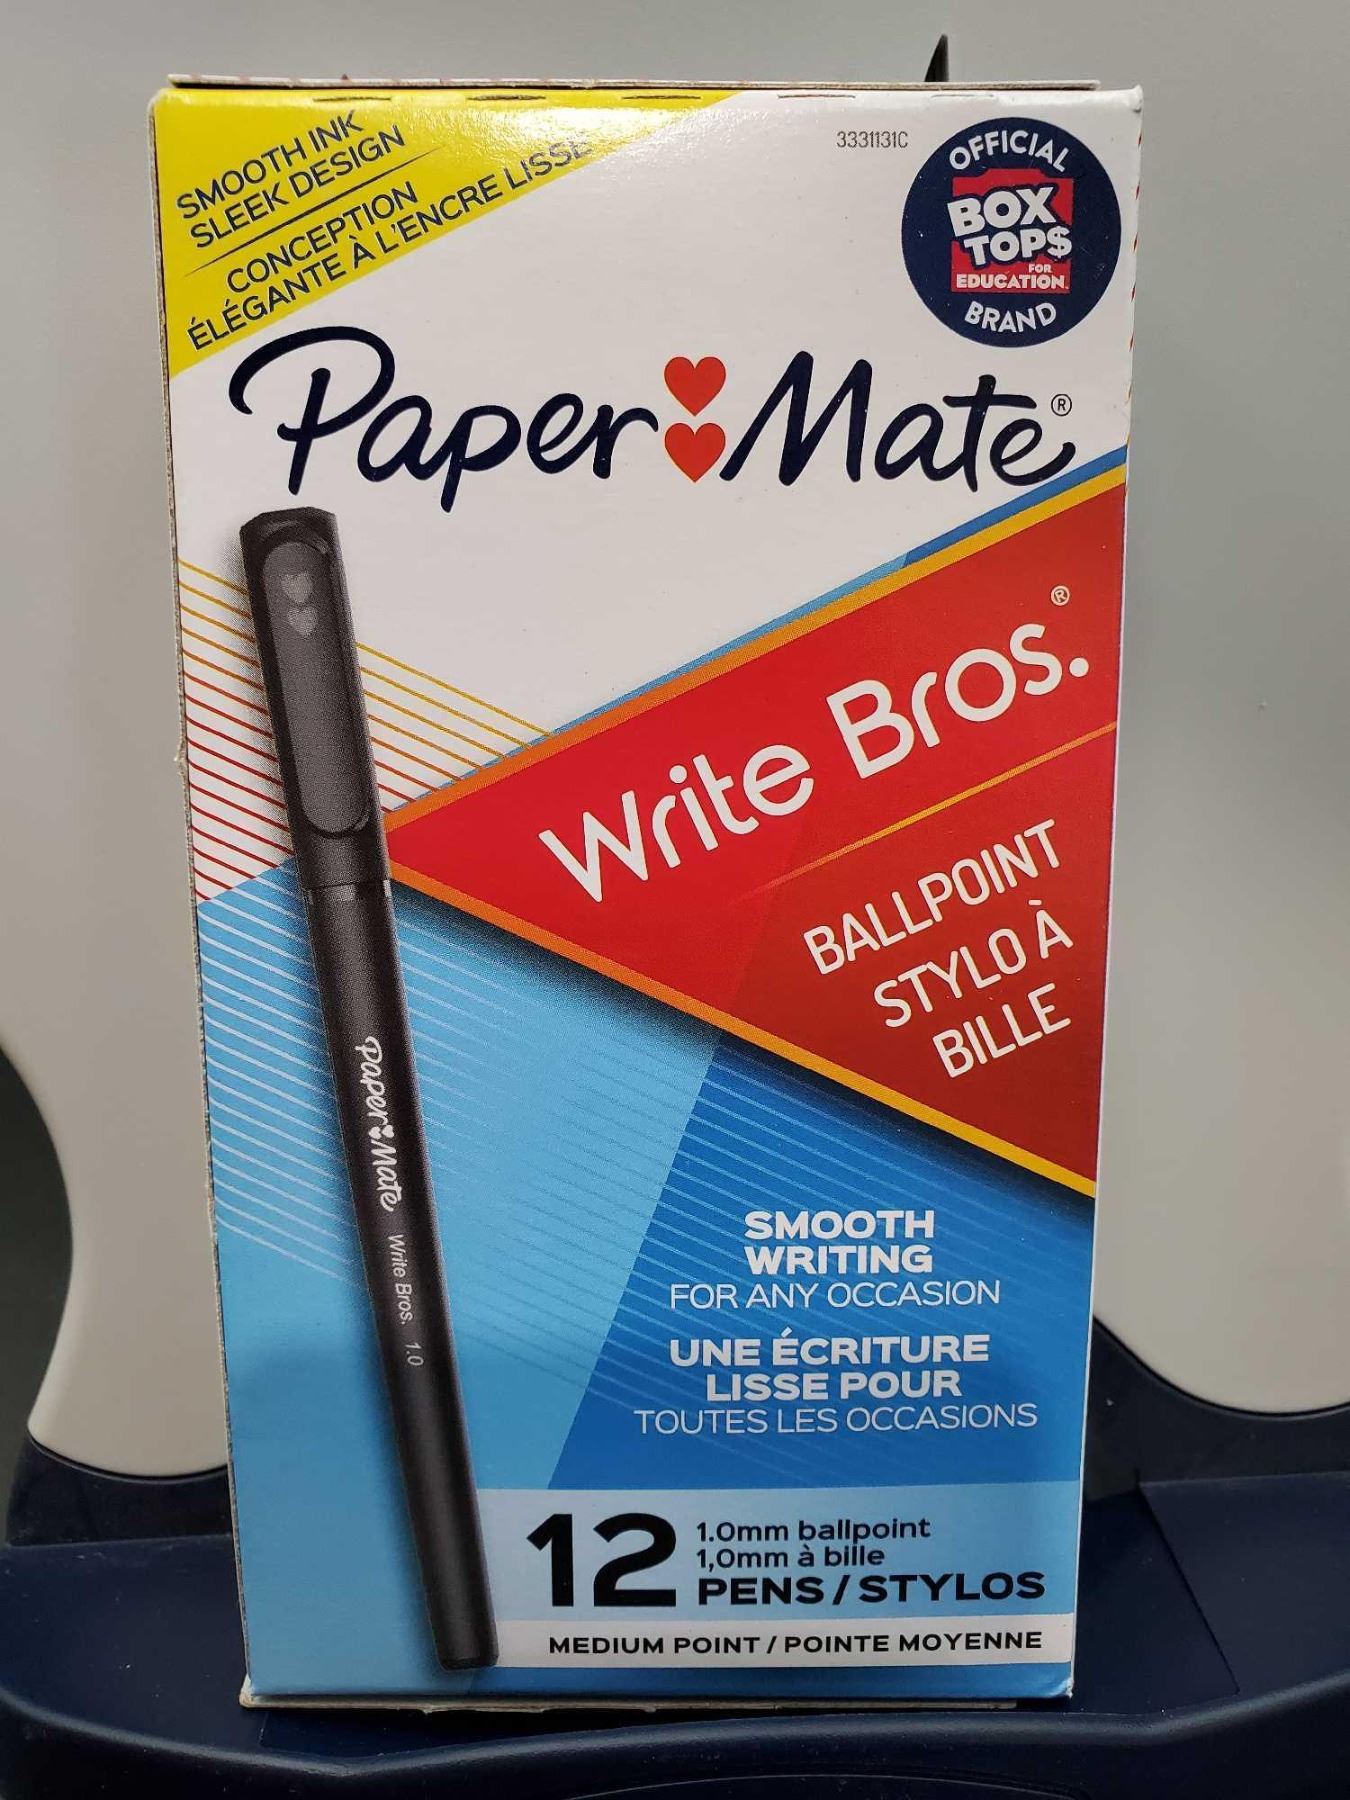 SMOOTH INK
SLEEK DESIGN
CONCEPTION
ÉLÉGANTE À L'ENCRE LISSE
3331131C
OFFICIAL
BOX
TOP$
FOR
EDUCATION.
BRAND
Paper Mate®
Write Bros.®
BALLPOINT
STYLO À
BILLE
Paper Mate Write Bros. 1.0
SMOOTH
WRITING
FOR ANY OCCASION
UNE ÉCRITURE
LISSE POUR
TOUTES LES OCCASIONS
12
1.0mm ballpoint
1,0mm à bille
PENS / STYLOS
MEDIUM POINT / POINTE MOYENNE